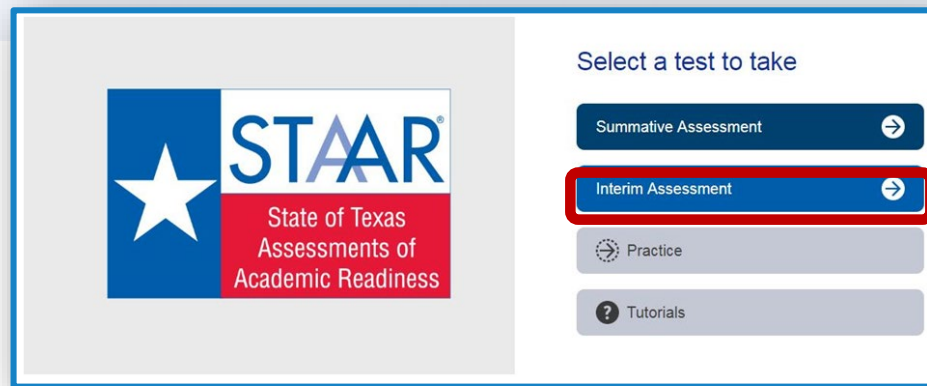 STAAR®
State of Texas
Assessments of
Academic Readiness
Select a test to take
Summative Assessment
Interim Assessment
Practice
? Tutorials